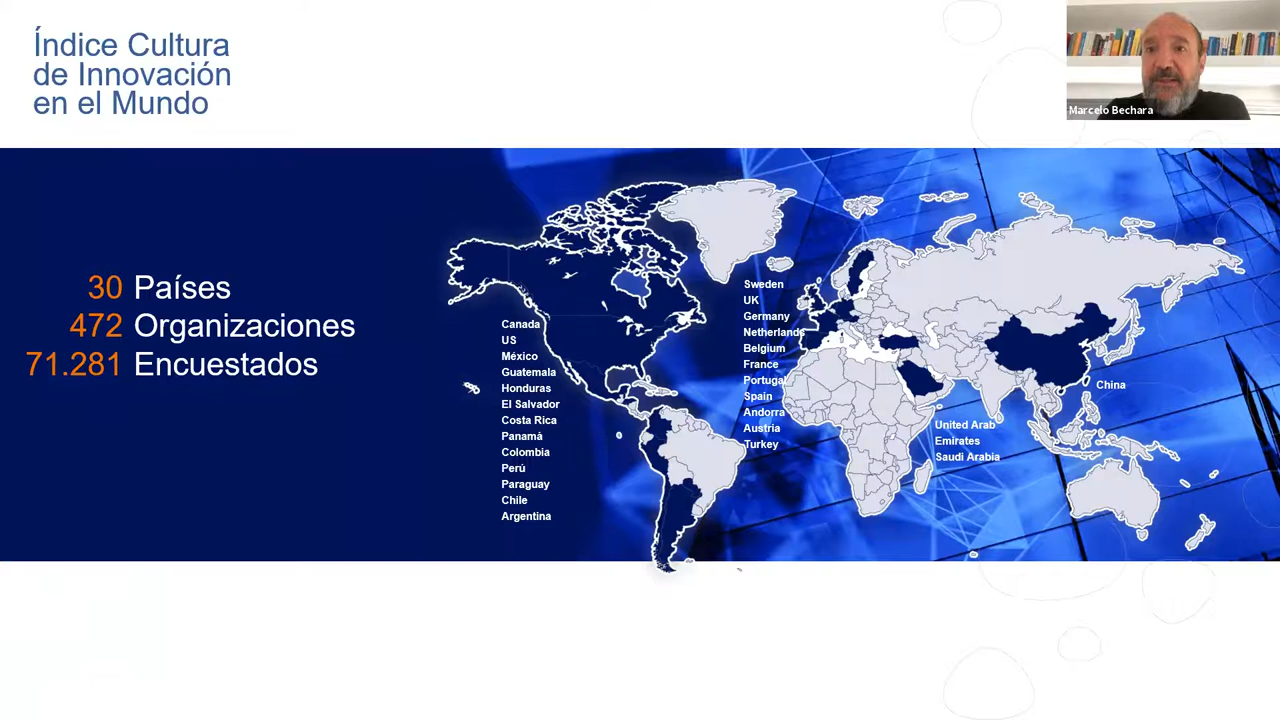 Índice Cultura
de Innovación
en el Mundo
Marcelo Bechara
30 Países
472 Organizaciones
71.281 Encuestados
Canada
US
México
Guatemala
Honduras
El Salvador
Costa Rica
Panamá
Colombia
Perú
Paraguay
Chile
Argentina
Sweden
UK
Germany
Netherlands
Belgium
France
Portugal
Spain
Andorra
Austria
Turkey
United Arab
Emirates
Saudi Arabia
China